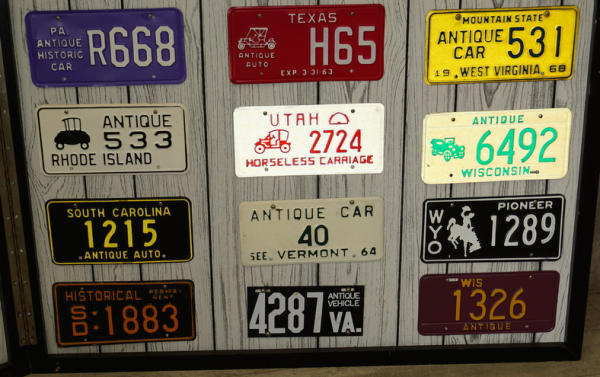 PA.
ANTIQUE
HISTORIC
CAR
R668
TEXAS
ANTIQUE
AUTO
H65
EXP. 3-31-63
MOUNTAIN STATE
ANTIQUE
CAR
531
19 WEST VIRGINIA 68
ANTIQUE
533
RHODE ISLAND
UTAH
2724
HORSELESS CARRIAGE
ANTIQUE
6492
WISCONSIN
SOUTH CAROLINA
1215
ANTIQUE AUTO
ANTIQUE CAR
40
SEE. VERMONT 64
WYO
PIONEER
1289
HISTORICAL
SD:1883
4287
ANTIQUE
VEHICLE
VA.
WIS
1326
ANTIQUE